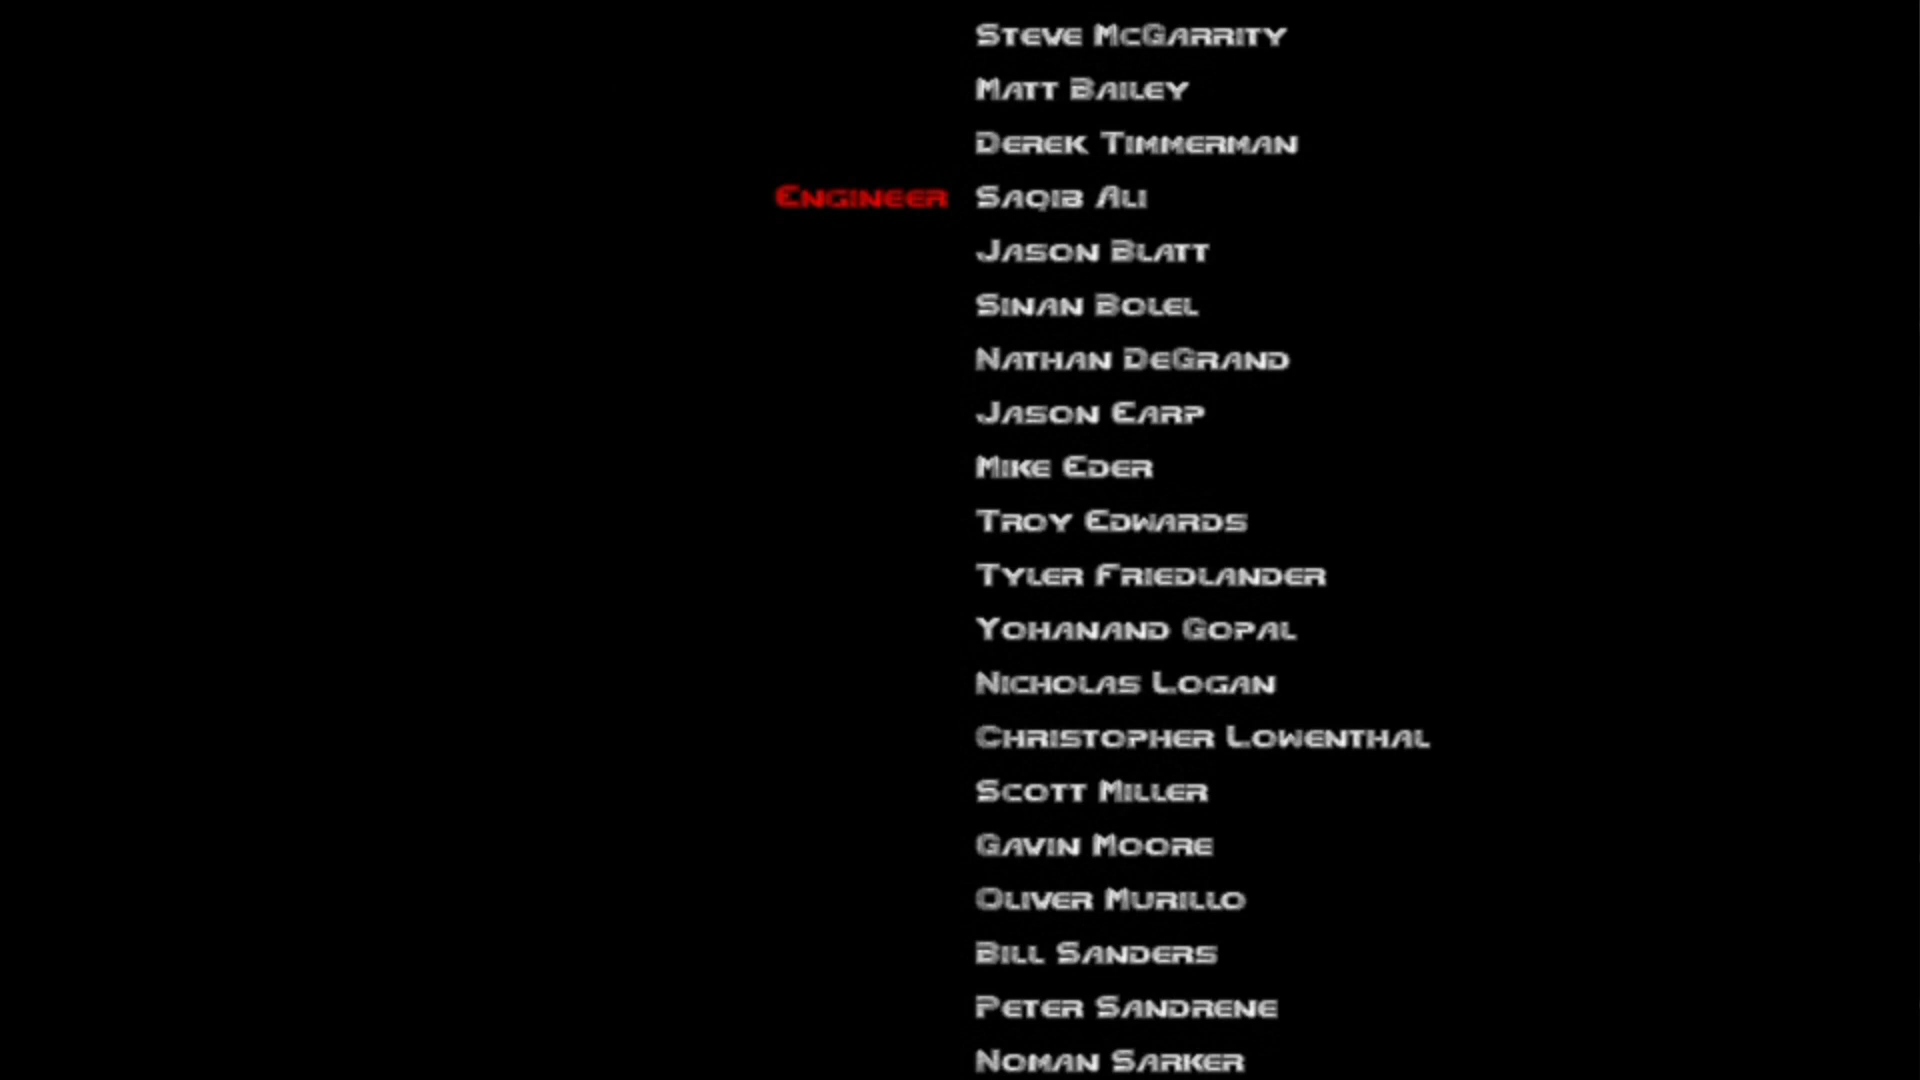 Steve McGarrity
Matt Bailey
Derek Timmerman
Engineer Saqib Ali
Jason Blatt
Sinan Bolel
Nathan DeGrand
Jason Earp
Mike Eder
Troy Edwards
Tyler Friedlander
Yohanand Gopal
Nicholas Logan
Christopher Lowenthal
Scott Miller
Gavin Moore
Oliver Murillo
Bill Sanders
Peter Sandrene
Noman Sarker